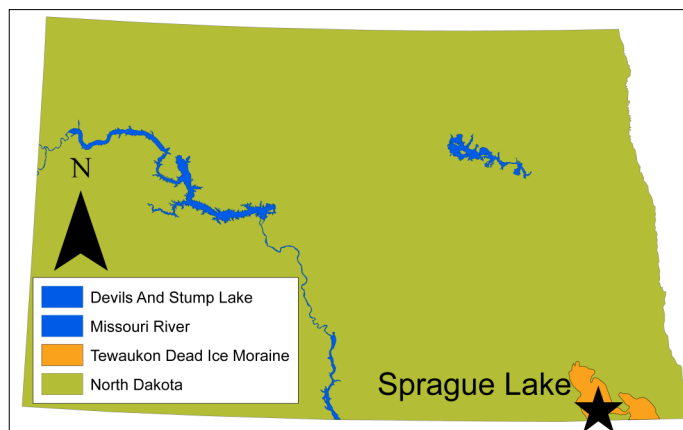 N
Devils And Stump Lake
Missouri River
Tewaukon Dead Ice Moraine
North Dakota
Sprague Lake